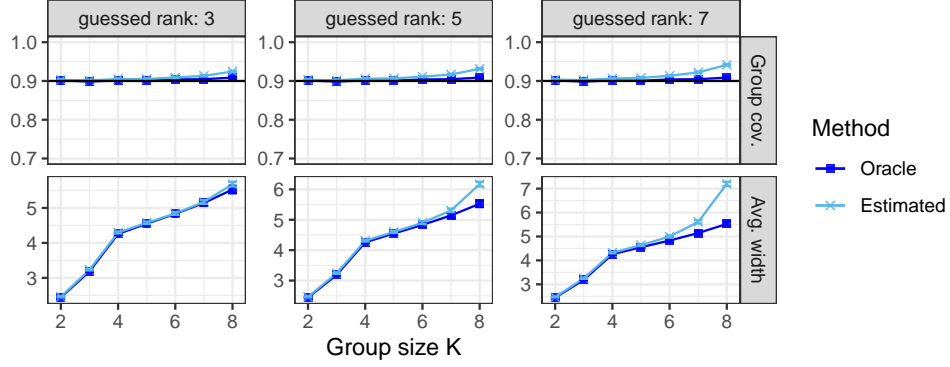 guessed rank: 3
guessed rank: 5
guessed rank: 7
1.0
0.9
0.8
0.7
1.0
0.9
0.8
0.7
1.0
0.9
0.8
0.7
Group cov.
5
4
3
6
5
4
3
7
6
5
4
3
Avg. width
2 4 6 8
2 4 6 8
2 4 6 8
Group size K
Method
Oracle
Estimated